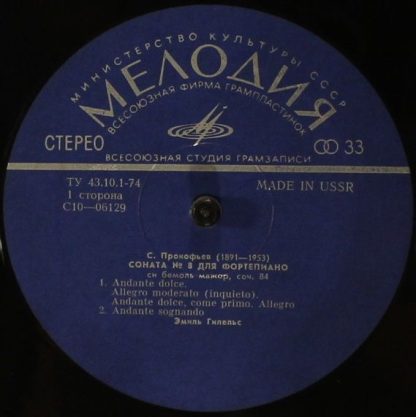 МИНИСТЕРСТВО КУЛЬТУРЫ СССР
МЕЛОДИЯ
ВСЕСОЮЗНАЯ ФИРМА ГРАМПЛАСТИНОК
СТЕРЕО
33
ВСЕСОЮЗНАЯ СТУДИЯ ГРАМЗАПИСИ
ТУ 43.10.1-74
MADE IN USSR
1 сторона
С10—06129
С. Прокофьев (1891—1953)
СОНАТА № 8 ДЛЯ ФОРТЕПИАНО
си бемоль мажор, соч. 84
1. Andante dolce.
Allegro moderato (inquieto).
Andante dolce, come primo. Allegro
2. Andante sognando
Эмиль Гилельс